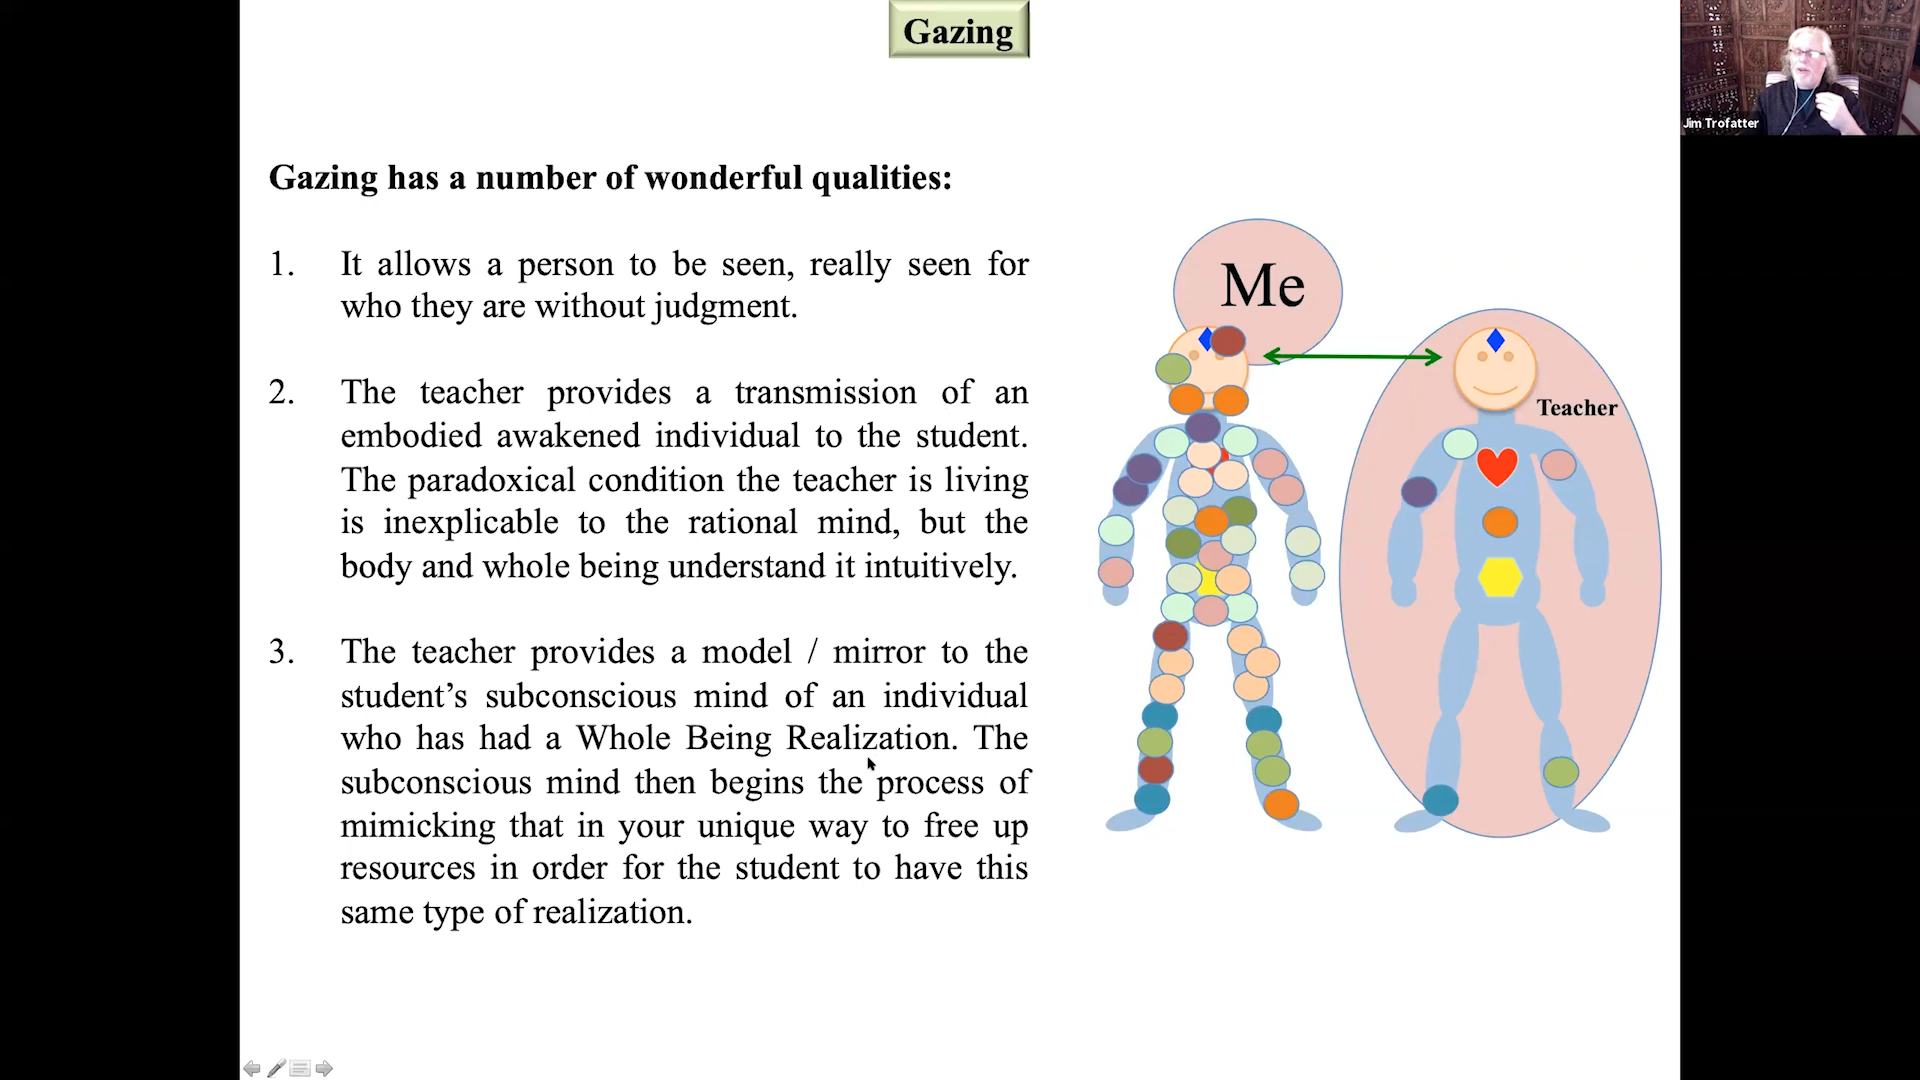 Gazing
Jim Trofatter
Gazing has a number of wonderful qualities:
1. It allows a person to be seen, really seen for
who they are without judgment.
2. The teacher provides a transmission of an
embodied awakened individual to the student.
The paradoxical condition the teacher is living
is inexplicable to the rational mind, but the
body and whole being understand it intuitively.
3. The teacher provides a model / mirror to the
student’s subconscious mind of an individual
who has had a Whole Being Realization. The
subconscious mind then begins the process of
mimicking that in your unique way to free up
resources in order for the student to have this
same type of realization.
Me
Teacher